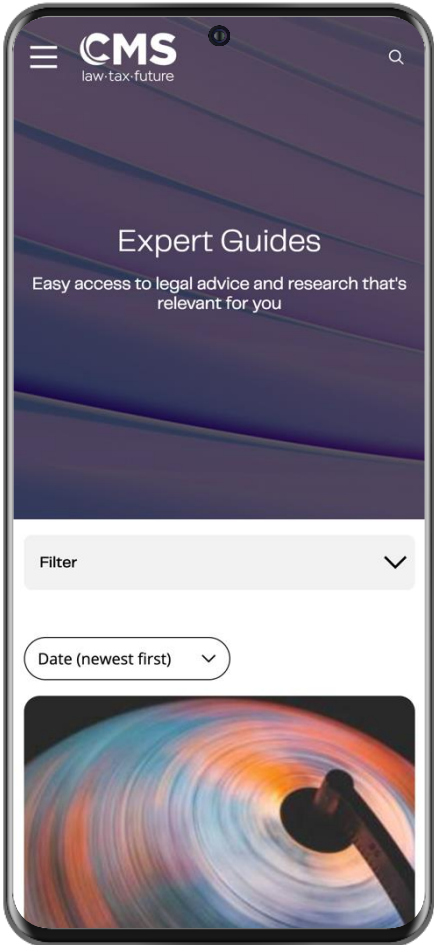 CMS
law·tax·future
Expert Guides
Easy access to legal advice and research that's
relevant for you
Filter
Date (newest first)